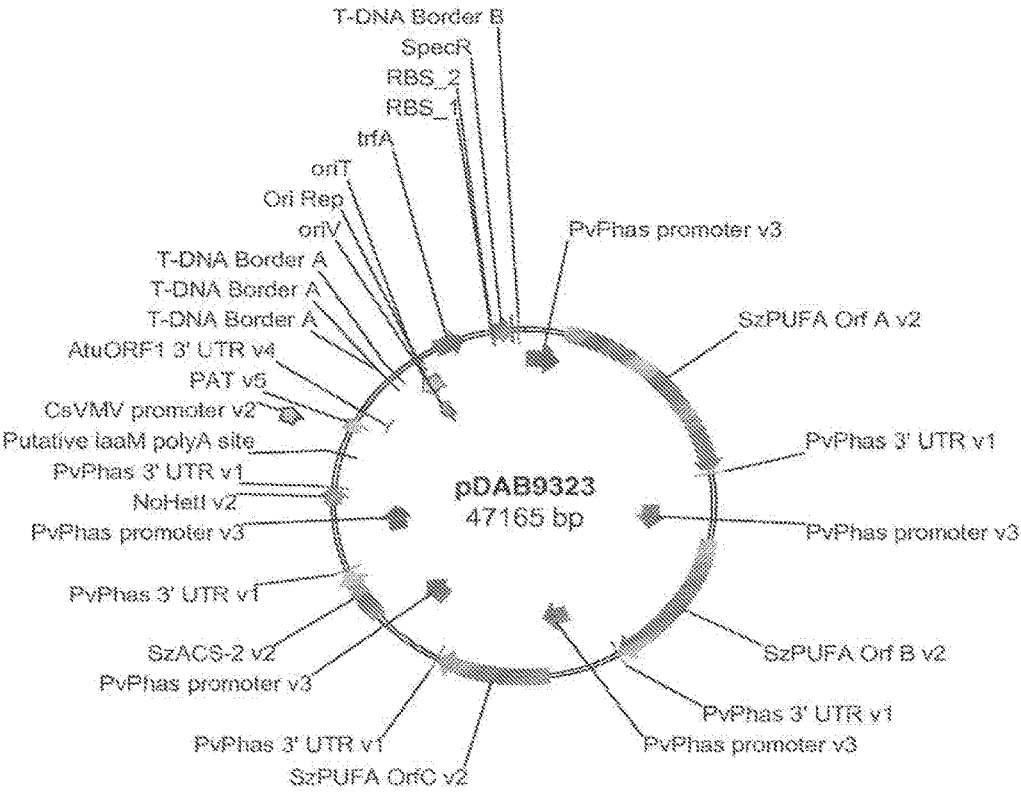 T-DNA Border B
SpecR
RBS_2
RBS_1
trfA
oriT
Ori Rep
oriV
T-DNA Border A
T-DNA Border A
T-DNA Border A
AtuORF1 3' UTR v4
PAT v5
CsVMV promoter v2
Putative IaaM polyA site
PvPhas 3' UTR v1
NoHetI v2
PvPhas promoter v3
PvPhas 3' UTR v1
SzACS-2 v2
PvPhas promoter v3
PvPhas 3' UTR v1
SzPUFA OrfC v2
PvPhas promoter v3
SzPUFA Orf A v2
PvPhas 3' UTR v1
PvPhas promoter v3
SzPUFA Orf B v2
PvPhas 3' UTR v1
PvPhas promoter v3
pDAB9323
47165 bp